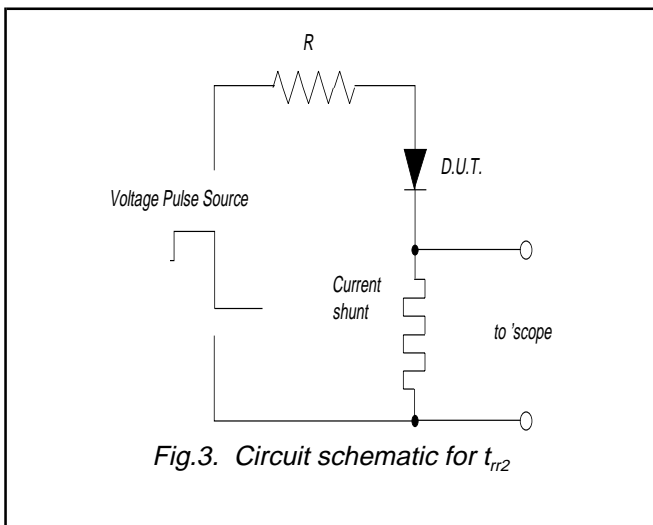 R
D.U.T.
Voltage Pulse Source
Current
shunt
to 'scope
Fig.3. Circuit schematic for trr2